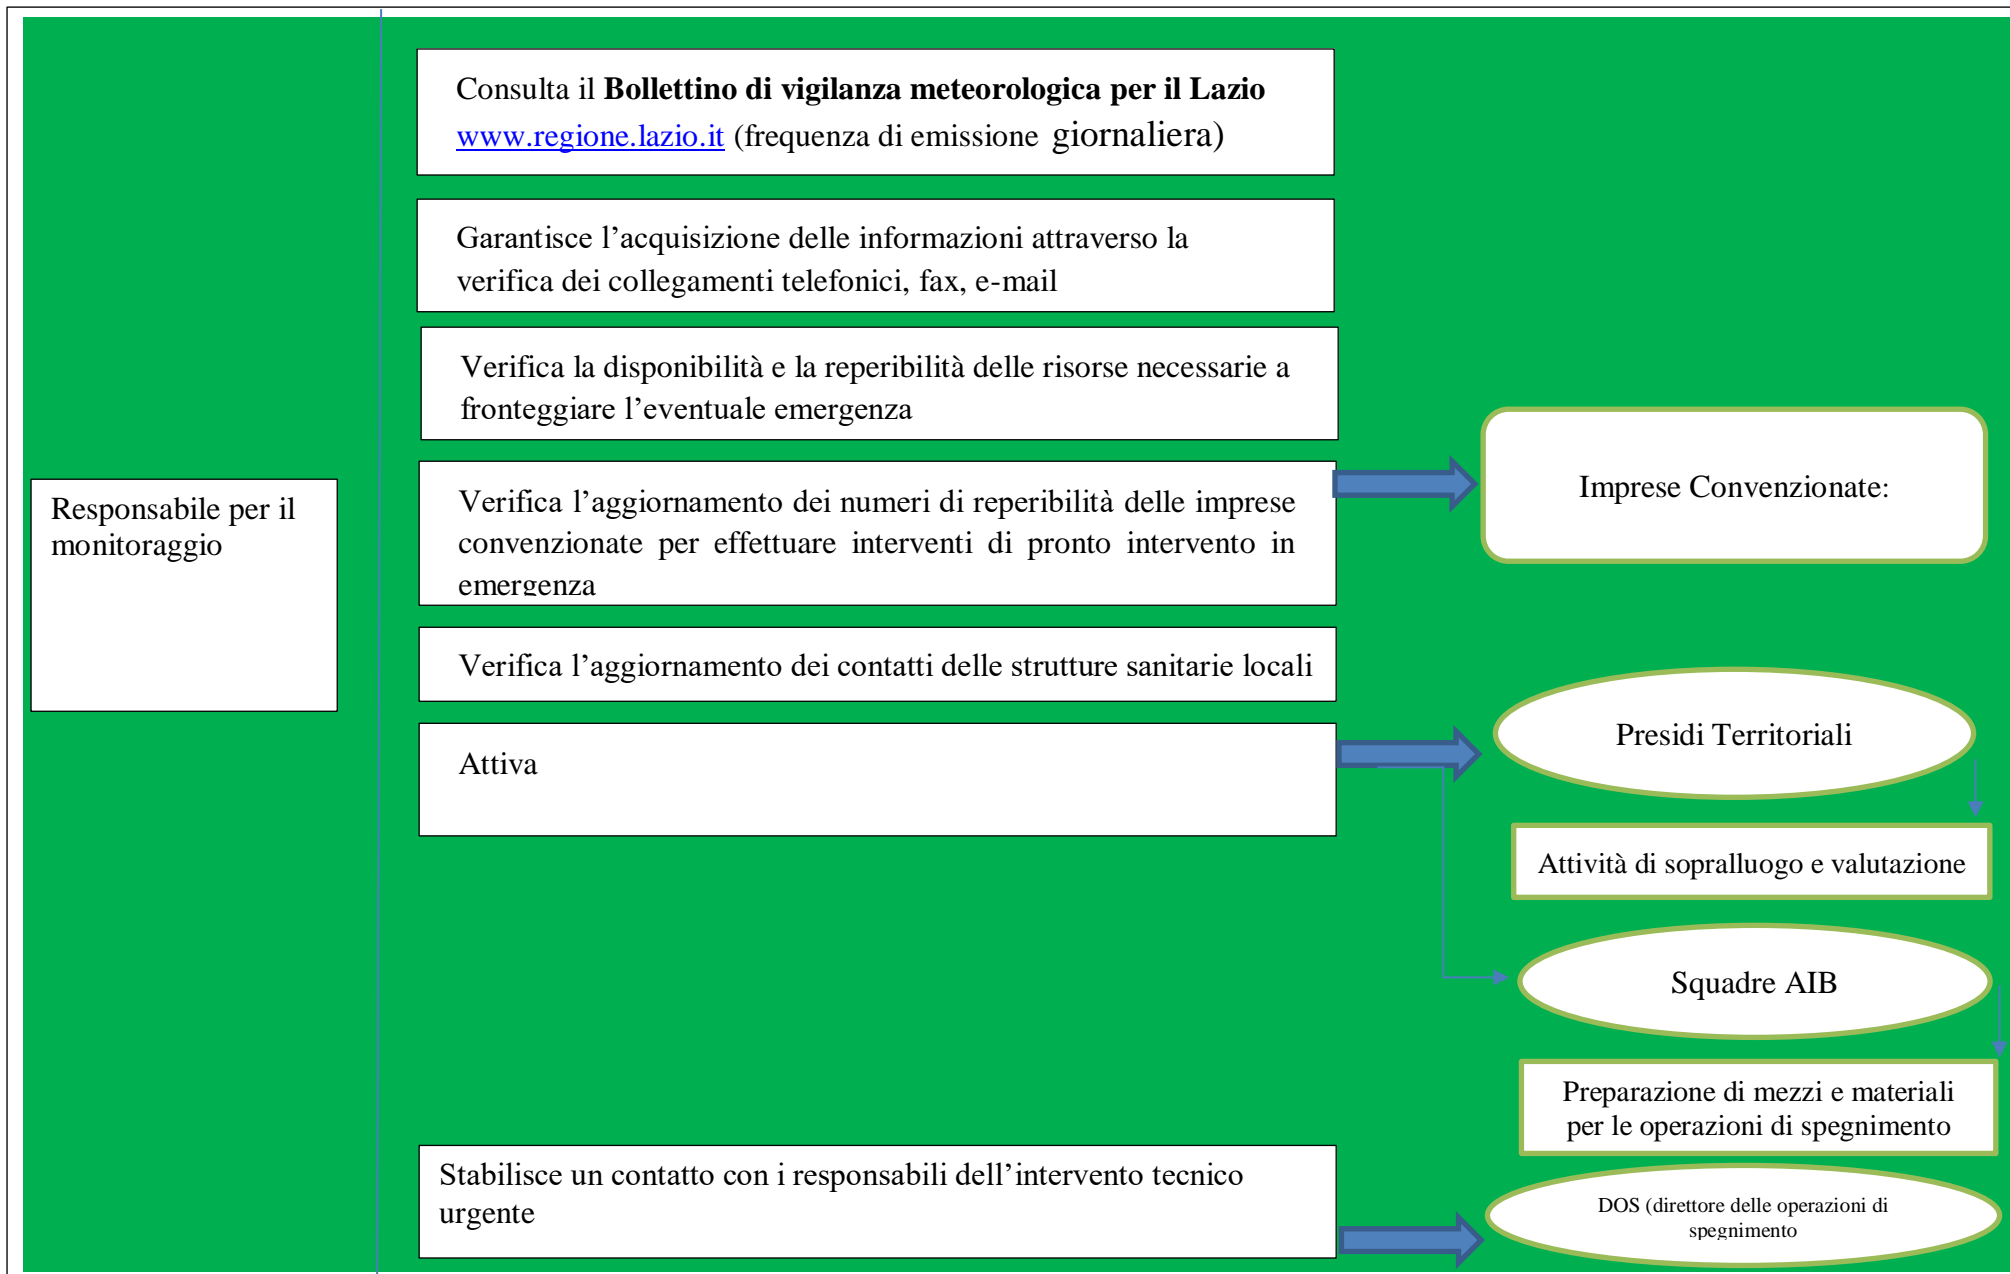 Consulta il Bollettino di vigilanza meteorologica per il Lazio
www.regione.lazio.it (frequenza di emissione giornaliera)
Garantisce l’acquisizione delle informazioni attraverso la
verifica dei collegamenti telefonici, fax, e-mail
Verifica la disponibilità e la reperibilità delle risorse necessarie a
fronteggiare l’eventuale emergenza
Responsabile per il
monitoraggio
Verifica l’aggiornamento dei numeri di reperibilità delle imprese
convenzionate per effettuare interventi di pronto intervento in
emergenza
Imprese Convenzionate:
Verifica l’aggiornamento dei contatti delle strutture sanitarie locali
Attiva
Presidi Territoriali
Attività di sopralluogo e valutazione
Squadre AIB
Preparazione di mezzi e materiali
per le operazioni di spegnimento
Stabilisce un contatto con i responsabili dell’intervento tecnico
urgente
DOS (direttore delle operazioni di
spegnimento